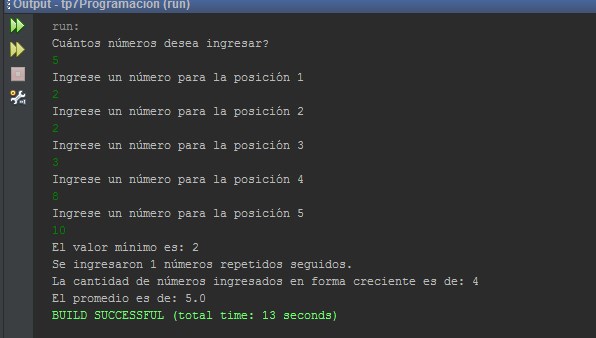 Output - tp7Programacion (run)
run:
Cuántos números desea ingresar?
5
Ingrese un número para la posición 1
2
Ingrese un número para la posición 2
2
Ingrese un número para la posición 3
3
Ingrese un número para la posición 4
8
Ingrese un número para la posición 5
10
El valor mínimo es: 2
Se ingresaron 1 números repetidos seguidos.
La cantidad de números ingresados en forma creciente es de: 4
El promedio es de: 5.0
BUILD SUCCESSFUL (total time: 13 seconds)